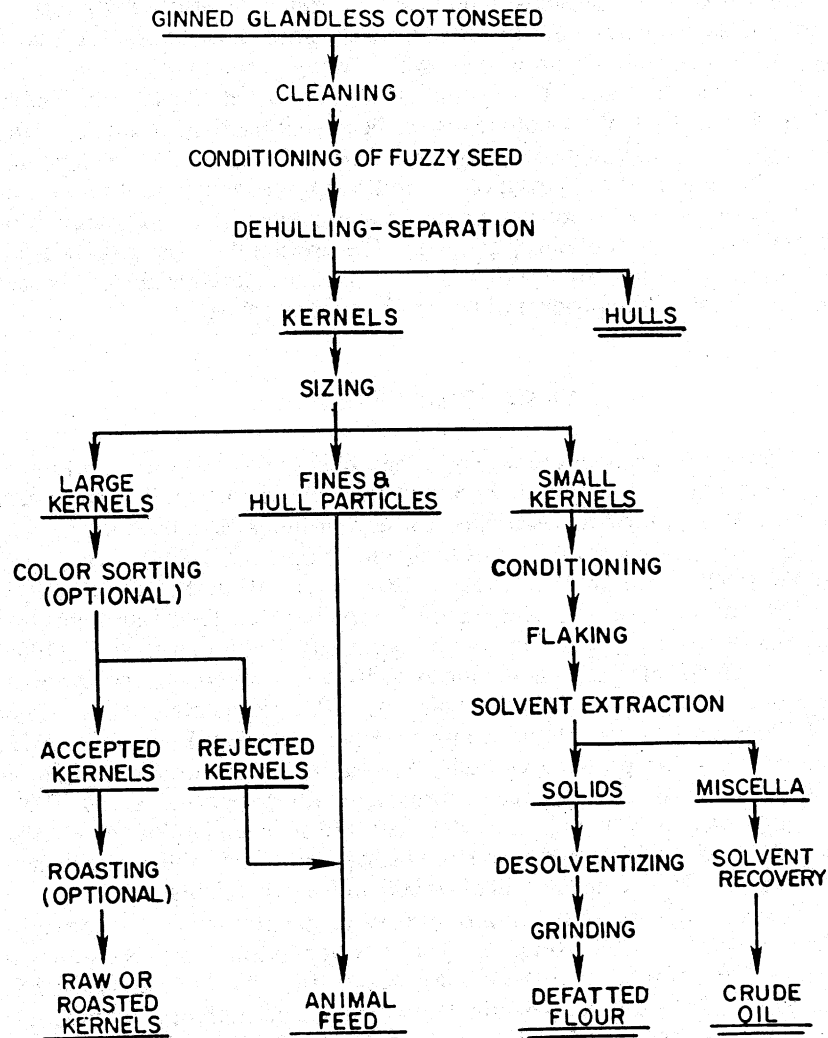 GINNED GLANDLESS COTTONSEED
CLEANING
CONDITIONING OF FUZZY SEED
DEHULLING-SEPARATION
KERNELS
HULLS
SIZING
LARGE
KERNELS
FINES &
HULL PARTICLES
SMALL
KERNELS
COLOR SORTING
(OPTIONAL)
CONDITIONING
FLAKING
SOLVENT EXTRACTION
ACCEPTED
KERNELS
REJECTED
KERNELS
SOLIDS
MISCELLA
ROASTING
(OPTIONAL)
DESOLVENTIZING
SOLVENT
RECOVERY
GRINDING
RAW OR
ROASTED
KERNELS
ANIMAL
FEED
DEFATTED
FLOUR
CRUDE
OIL